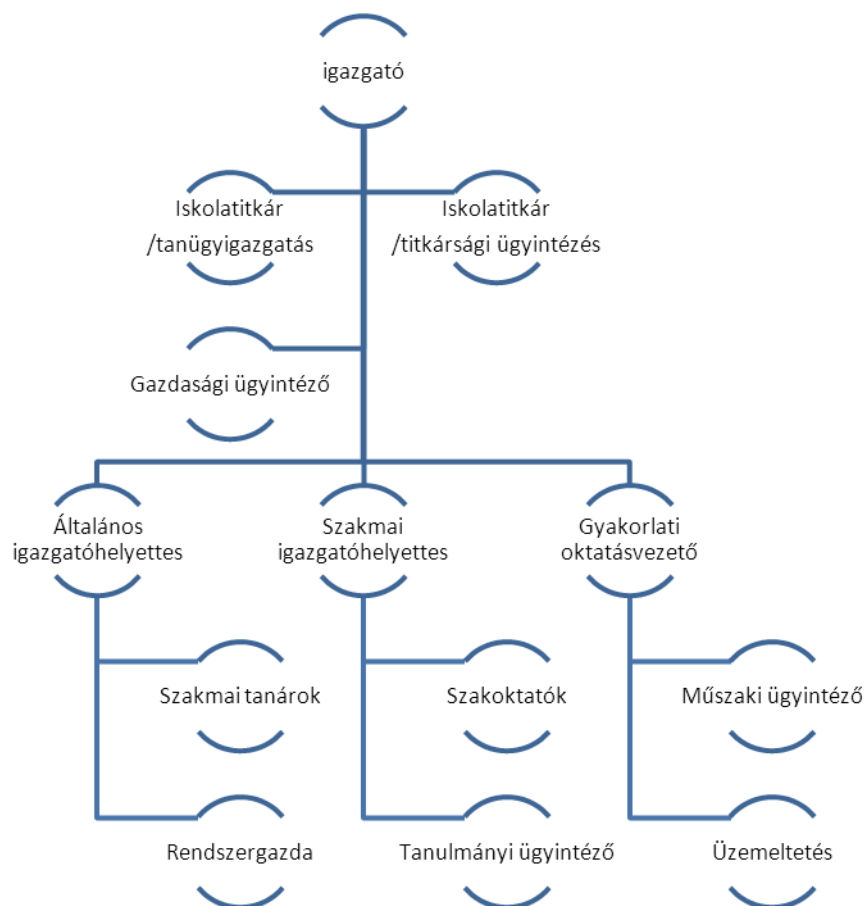 igazgató
Iskolatitkár
/tanügyigazgatás
Iskolatitkár
/titkársági ügyintézés
Gazdasági ügyintéző
Általános
igazgatóhelyettes
Szakmai
igazgatóhelyettes
Gyakorlati
oktatásvezető
Szakmai tanárok
Szakoktatók
Műszaki ügyintéző
Rendszergazda
Tanulmányi ügyintéző
Üzemeltetés